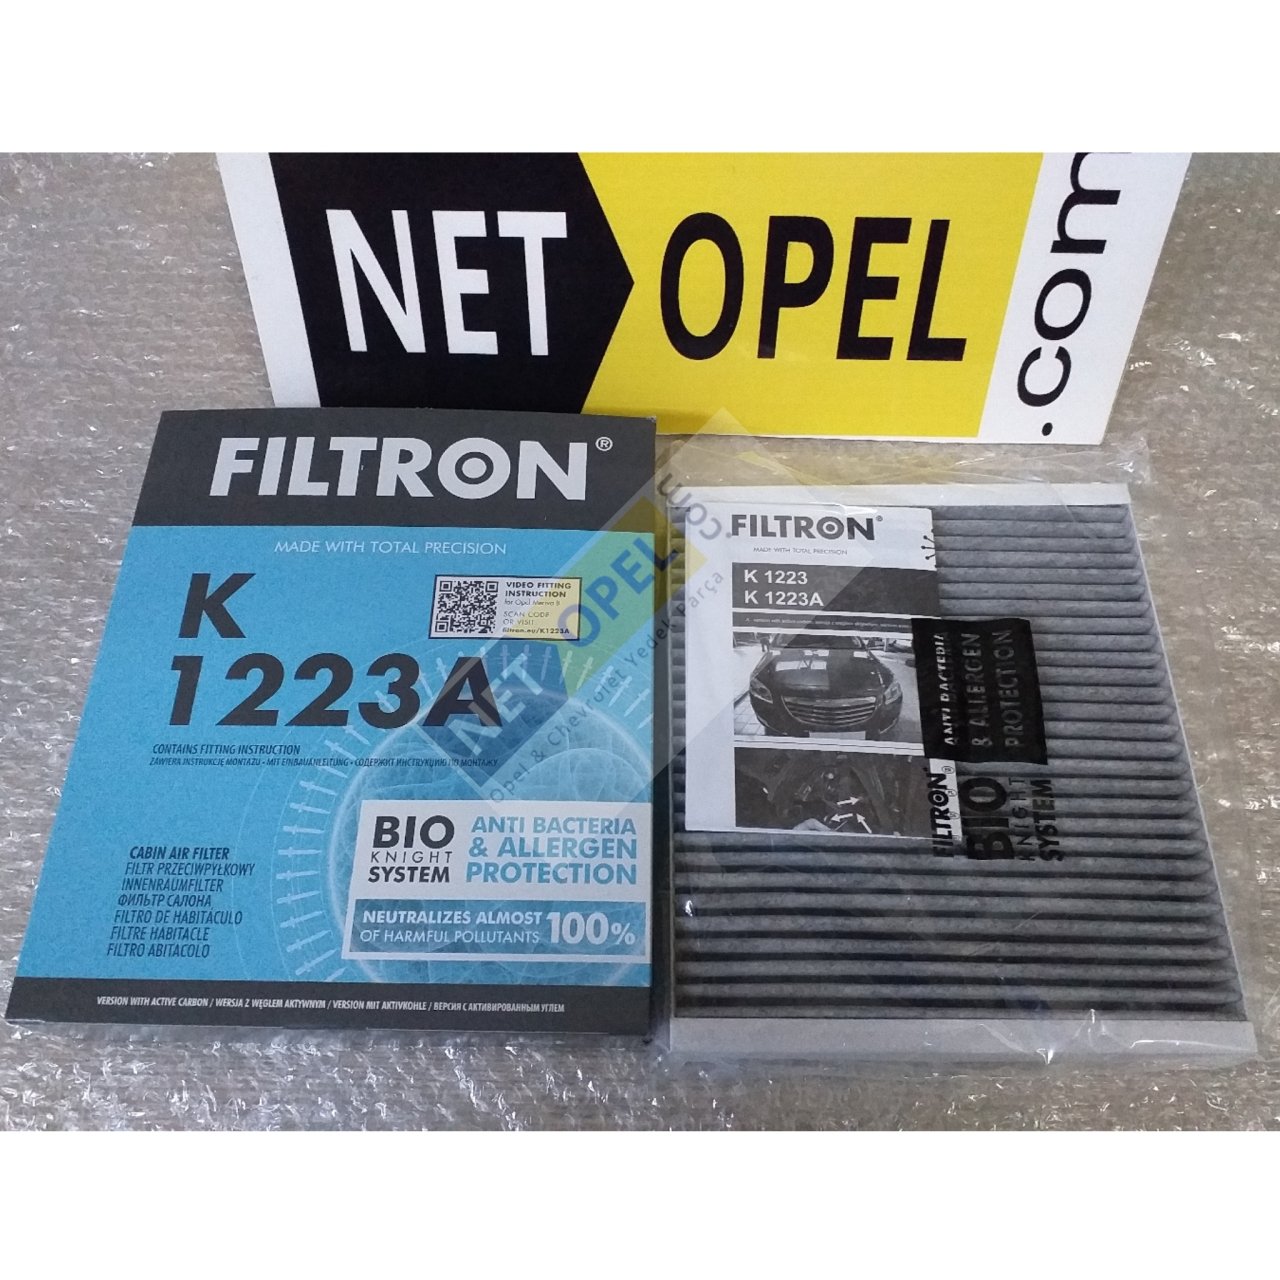 NET OPEL .com
FILTRON®
MADE WITH TOTAL PRECISION
K
1223A
VIDEO FITTING
INSTRUCTION
for Opel Meriva B
SCAN CODE
OR VISIT:
filtron.eu/K1223A
CONTAINS FITTING INSTRUCTION
ZAWIERA INSTRUKCJĘ MONTAŻU • MIT EINBAUANLEITUNG • СОДЕРЖИТ ИНСТРУКЦИЮ ПО МОНТАЖУ
CABIN AIR FILTER
FILTR PRZECIWPYŁKOWY
INNENRAUMFILTER
ФИЛЬТР САЛОНА
FILTRO DE HABITÁCULO
FILTRE HABITACLE
FILTRO ABITACOLO
BIO
KNIGHT
SYSTEM
ANTI BACTERIA
& ALLERGEN
PROTECTION
NEUTRALIZES ALMOST
OF HARMFUL POLLUTANTS 100%
VERSION WITH ACTIVE CARBON / WERSJA Z WĘGLEM AKTYWNYM / VERSION MIT AKTIVKOHLE / ВЕРСИЯ С АКТИВИРОВАННЫМ УГЛЕМ
FILTRON®
MADE WITH TOTAL PRECISION
K 1223
K 1223A
FILTRON
BIO
KNIGHT
SYSTEM
ANTI BACTERIA
& ALLERGEN
PROTECTION
NET OPEL .com
Opel & Chevrolet Yedek Parça